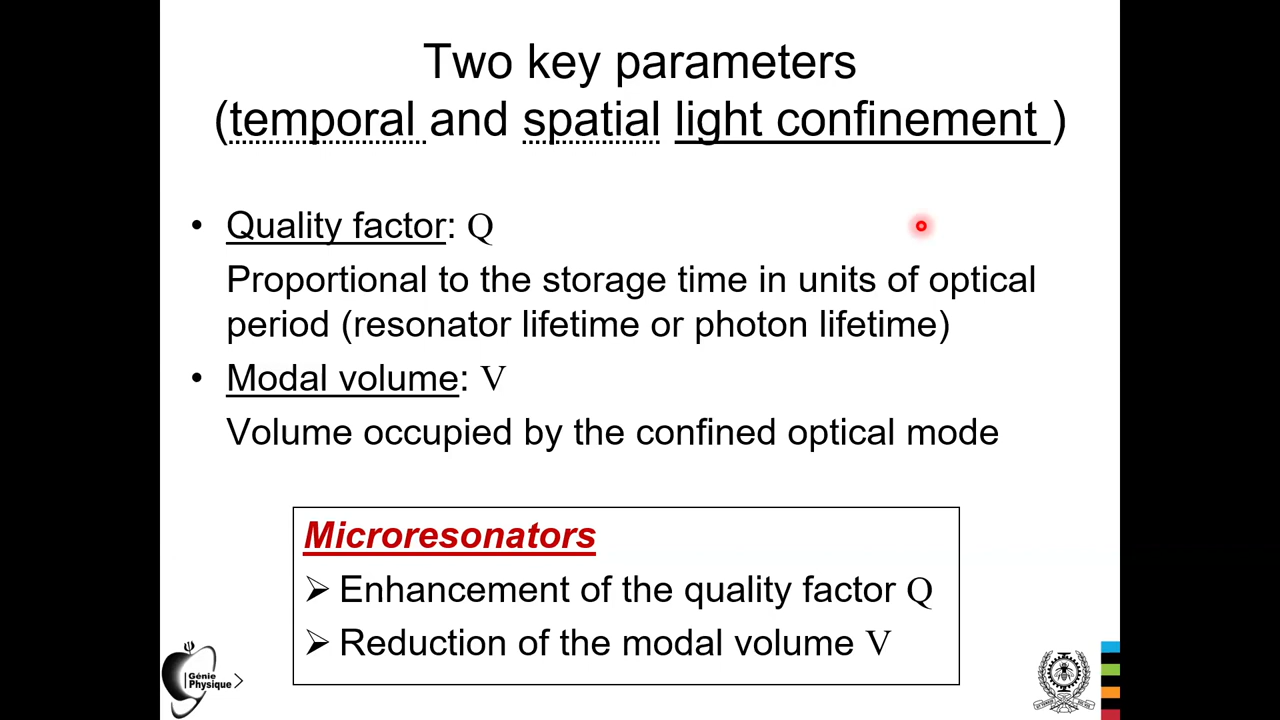 Two key parameters
(temporal and spatial light confinement )
• Quality factor: Q
Proportional to the storage time in units of optical
period (resonator lifetime or photon lifetime)
• Modal volume: V
Volume occupied by the confined optical mode
Microresonators
➢ Enhancement of the quality factor Q
➢ Reduction of the modal volume V
Génie
Physique